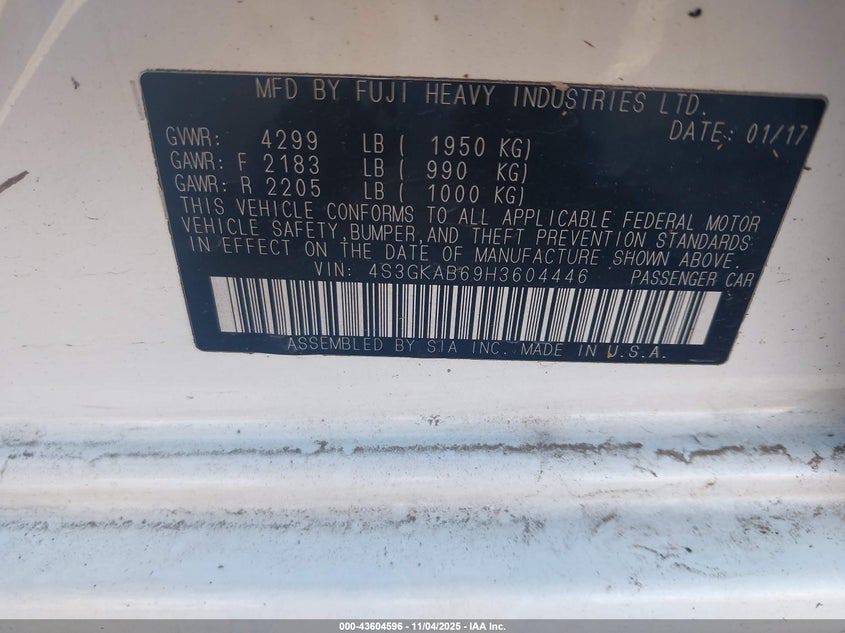 MFD BY FUJI HEAVY INDUSTRIES LTD.
DATE: 01/17
GVWR: 4299 LB ( 1950 KG)
GAWR: F 2183 LB ( 990 KG)
GAWR: R 2205 LB ( 1000 KG)
THIS VEHICLE CONFORMS TO ALL APPLICABLE FEDERAL MOTOR
VEHICLE SAFETY, BUMPER, AND THEFT PREVENTION STANDARDS
IN EFFECT ON THE DATE OF MANUFACTURE SHOWN ABOVE.
VIN: 4S3GKAB69H3604446 PASSENGER CAR
ASSEMBLED BY SIA INC. MADE IN U.S.A.
000-43604596 - 11/04/2025 - IAA Inc.